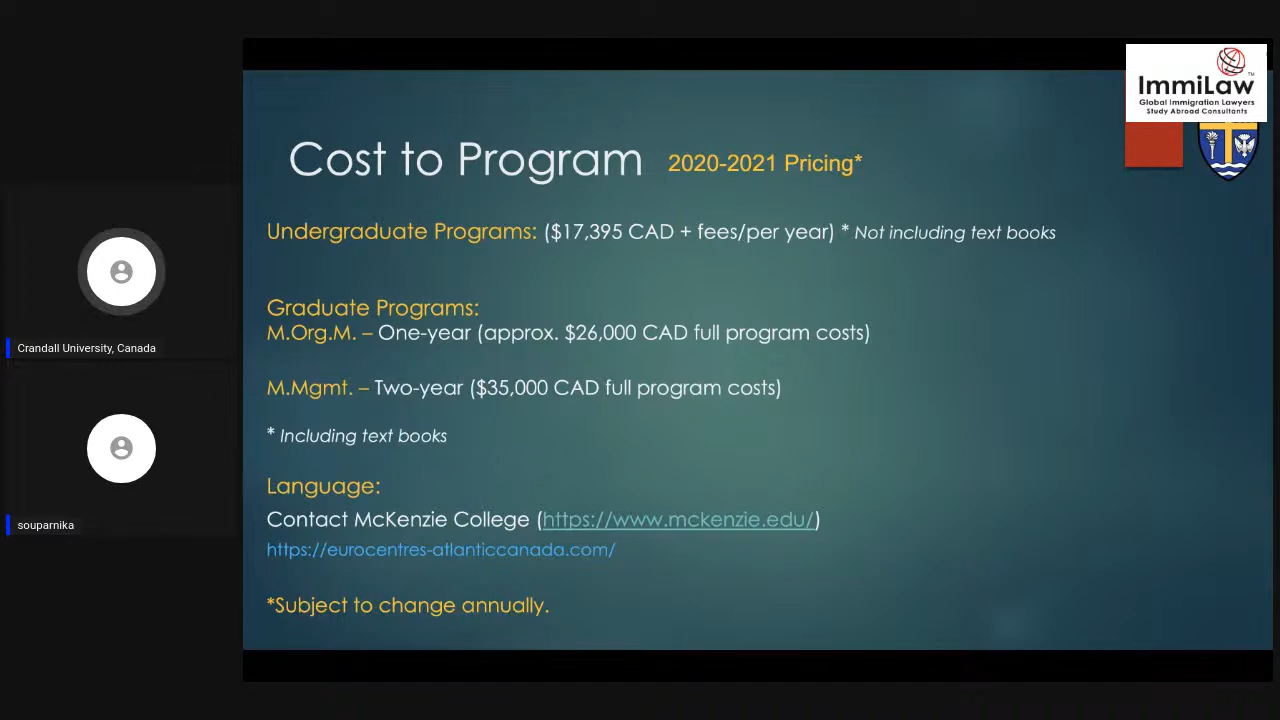 ImmiLaw™
Global Immigration Lawyers
Study Abroad Consultants
Cost to Program 2020-2021 Pricing*
Undergraduate Programs: ($17,395 CAD + fees/per year) * Not including text books
Graduate Programs:
M.Org.M. – One-year (approx. $26,000 CAD full program costs)
M.Mgmt. – Two-year ($35,000 CAD full program costs)
* Including text books
Language:
Contact McKenzie College (https://www.mckenzie.edu/)
https://eurocentres-atlanticcanada.com/
*Subject to change annually.
Crandall University, Canada
souparnika